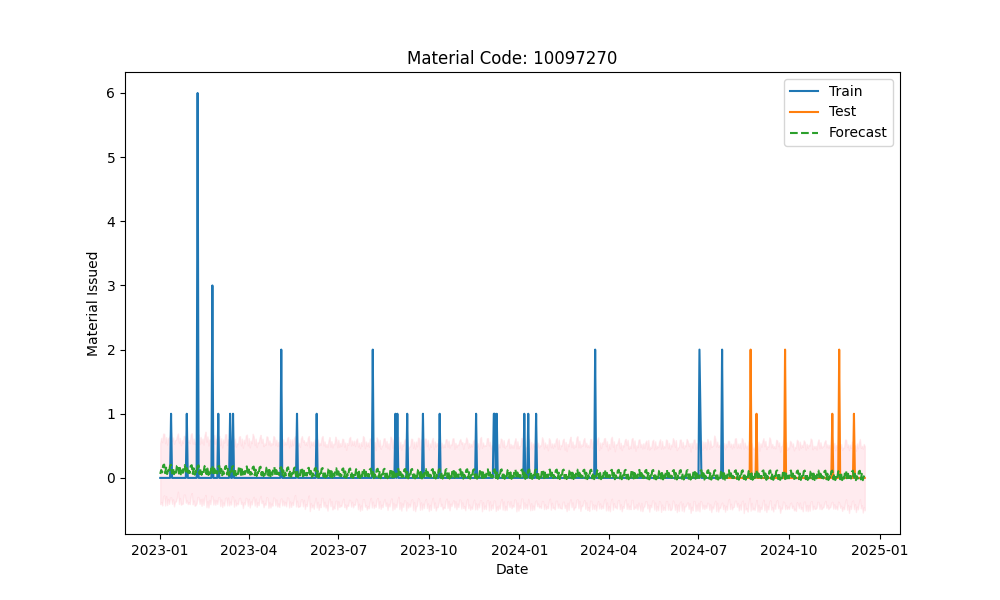 Material Code: 10097270
Train
Test
Forecast
Material Issued
6
5
4
3
2
1
0
2023-01 2023-04 2023-07 2023-10 2024-01 2024-04 2024-07 2024-10 2025-01
Date